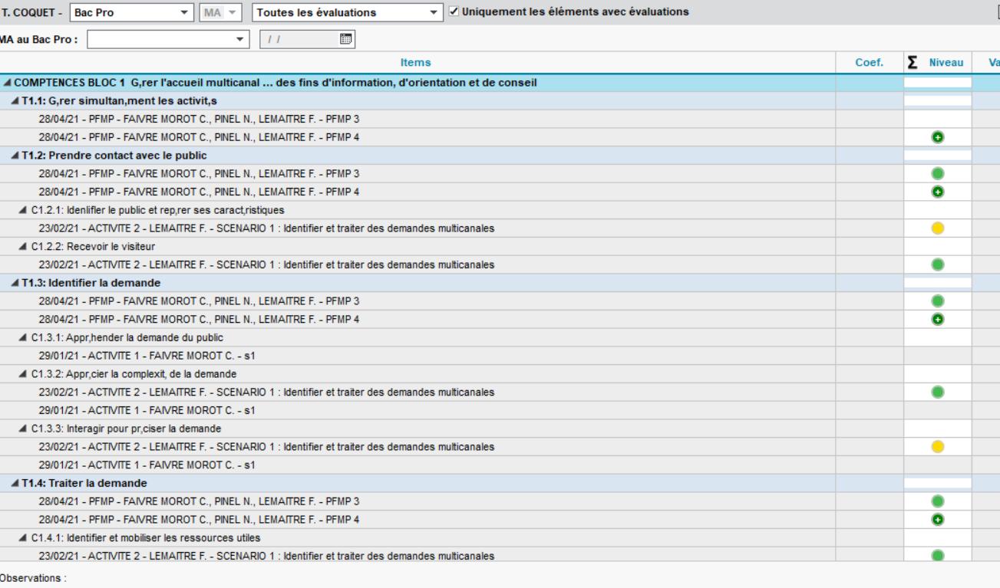 T. COQUET - Bac Pro MA Toutes les évaluations Uniquement les éléments avec évaluations
MA au Bac Pro : / /
Items Coef. Σ Niveau Va
COMPTENCES BLOC 1 G,rer l'accueil multicanal ... des fins d'information, d'orientation et de conseil
T1.1: G,rer simultan,ment les activit,s
28/04/21 - PFMP - FAIVRE MOROT C., PINEL N., LEMAITRE F. - PFMP 3
28/04/21 - PFMP - FAIVRE MOROT C., PINEL N., LEMAITRE F. - PFMP 4
T1.2: Prendre contact avec le public
28/04/21 - PFMP - FAIVRE MOROT C., PINEL N., LEMAITRE F. - PFMP 3
28/04/21 - PFMP - FAIVRE MOROT C., PINEL N., LEMAITRE F. - PFMP 4
C1.2.1: Idenlifler le public et rep,rer ses caract,ristiques
23/02/21 - ACTIVITE 2 - LEMAITRE F. - SCENARIO 1 : Identifier et traiter des demandes multicanales
C1.2.2: Recevoir le visiteur
23/02/21 - ACTIVITE 2 - LEMAITRE F. - SCENARIO 1 : Identifier et traiter des demandes multicanales
T1.3: Identifier la demande
28/04/21 - PFMP - FAIVRE MOROT C., PINEL N., LEMAITRE F. - PFMP 3
28/04/21 - PFMP - FAIVRE MOROT C., PINEL N., LEMAITRE F. - PFMP 4
C1.3.1: Appr,hender la demande du public
29/01/21 - ACTIVITE 1 - FAIVRE MOROT C. - s1
C1.3.2: Appr,cier la complexit, de la demande
23/02/21 - ACTIVITE 2 - LEMAITRE F. - SCENARIO 1 : Identifier et traiter des demandes multicanales
29/01/21 - ACTIVITE 1 - FAIVRE MOROT C. - s1
C1.3.3: Interagir pour pr,ciser la demande
23/02/21 - ACTIVITE 2 - LEMAITRE F. - SCENARIO 1 : Identifier et traiter des demandes multicanales
29/01/21 - ACTIVITE 1 - FAIVRE MOROT C. - s1
T1.4: Traiter la demande
28/04/21 - PFMP - FAIVRE MOROT C., PINEL N., LEMAITRE F. - PFMP 3
28/04/21 - PFMP - FAIVRE MOROT C., PINEL N., LEMAITRE F. - PFMP 4
C1.4.1: Identifier et mobiliser les ressources utiles
23/02/21 - ACTIVITE 2 - LEMAITRE F. - SCENARIO 1 : Identifier et traiter des demandes multicanales
Observations :